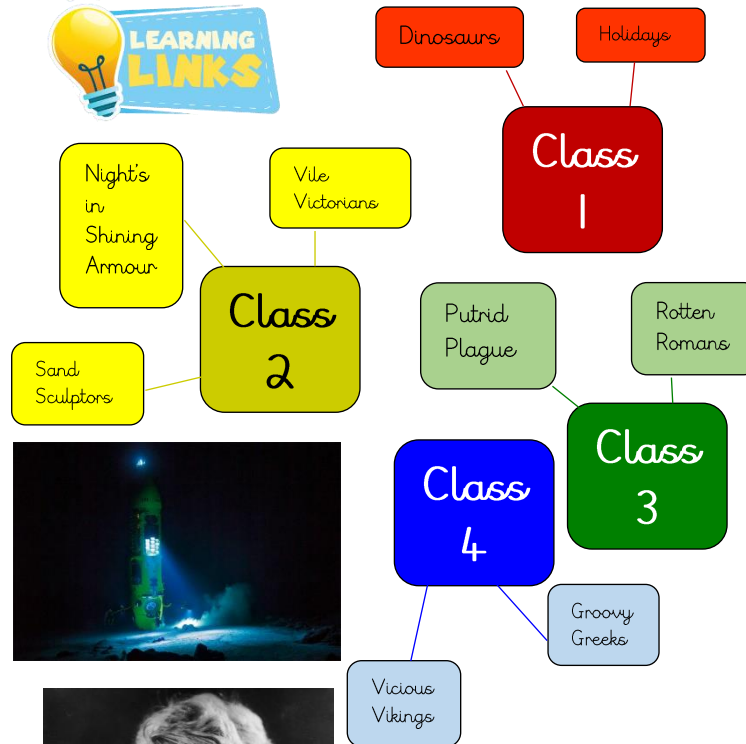 LEARNING
LINKS
Dinosaurs
Holidays
Class
1
Night's
in
Shining
Armour
Vile
Victorians
Class
2
Sand
Sculptors
Putrid
Plague
Rotten
Romans
Class
3
Class
4
Groovy
Greeks
Vicious
Vikings